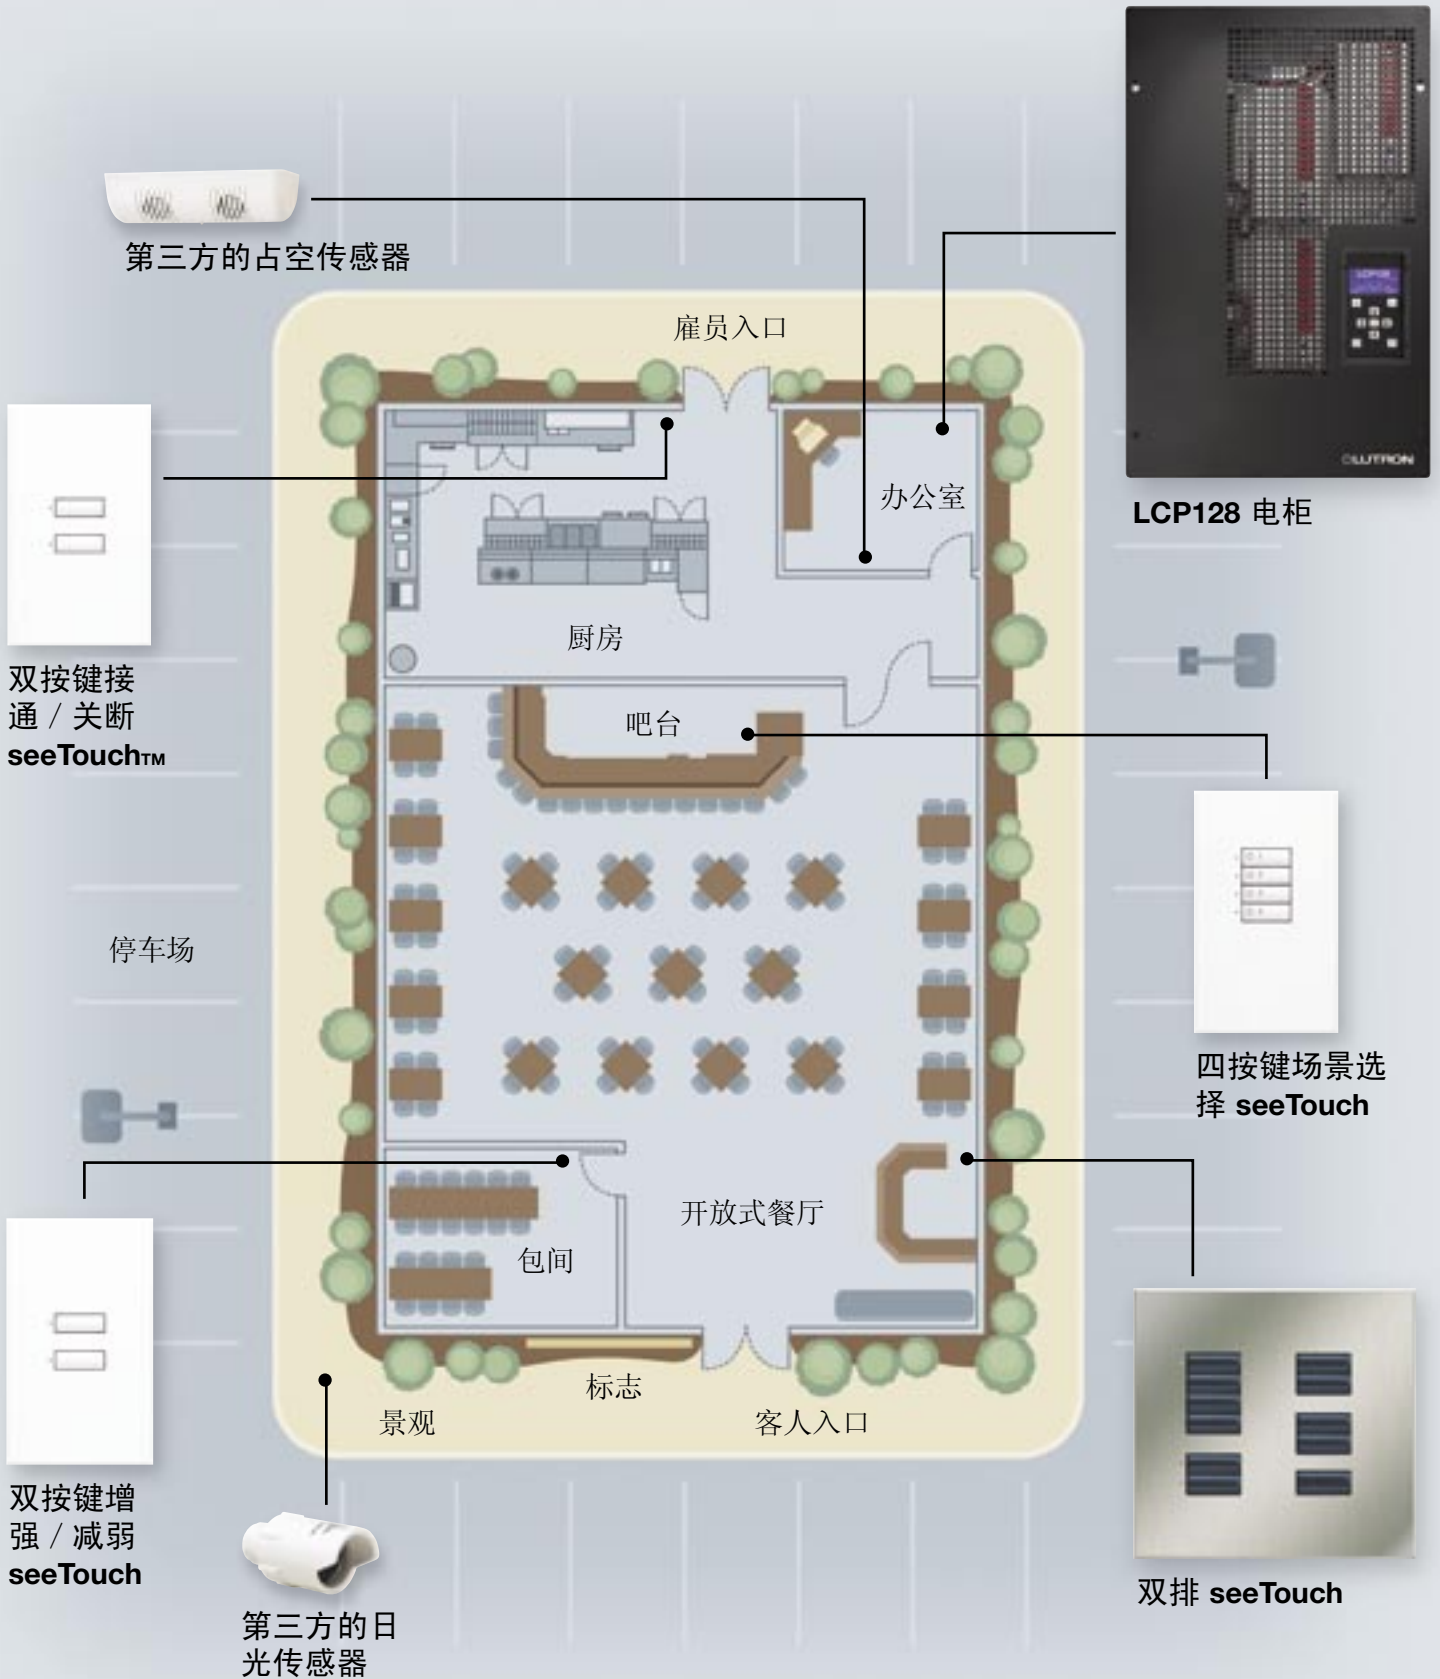 第三方的占空传感器
雇员入口
LCP128
LUTRON
LCP128 电柜
办公室
厨房
双按键接
通 / 关断
seeTouch™
吧台
停车场
四按键场景选
择 seeTouch
开放式餐厅
包间
标志
景观
客人入口
双按键增
强 / 减弱
seeTouch
第三方的日
光传感器
双排 seeTouch